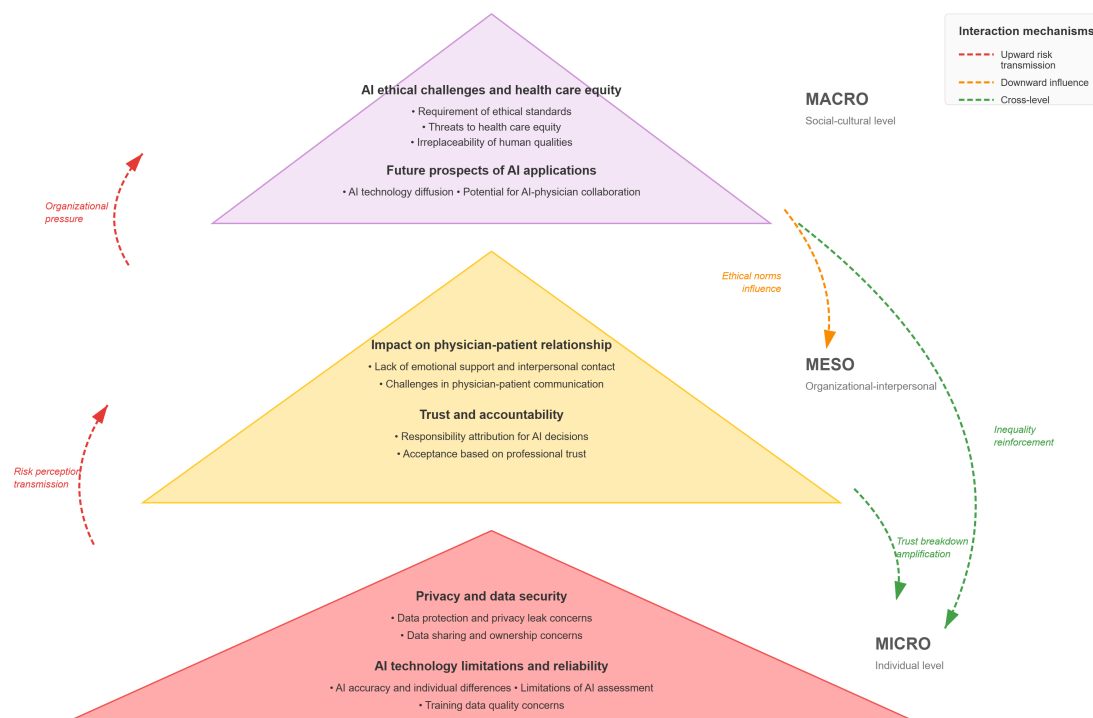 Interaction mechanisms
Upward risk
transmission
Downward influence
Cross-level
AI ethical challenges and health care equity
• Requirement of ethical standards
• Threats to health care equity
• Irreplaceability of human qualities
Future prospects of AI applications
• AI technology diffusion • Potential for AI-physician collaboration
MACRO
Social-cultural level
Organizational
pressure
Ethical norms
influence
Impact on physician-patient relationship
• Lack of emotional support and interpersonal contact
• Challenges in physician-patient communication
Trust and accountability
• Responsibility attribution for AI decisions
• Acceptance based on professional trust
MESO
Organizational-interpersonal
Inequality
reinforcement
Risk perception
transmission
Trust breakdown
amplification
Privacy and data security
• Data protection and privacy leak concerns
• Data sharing and ownership concerns
AI technology limitations and reliability
• AI accuracy and individual differences • Limitations of AI assessment
• Training data quality concerns
MICRO
Individual level